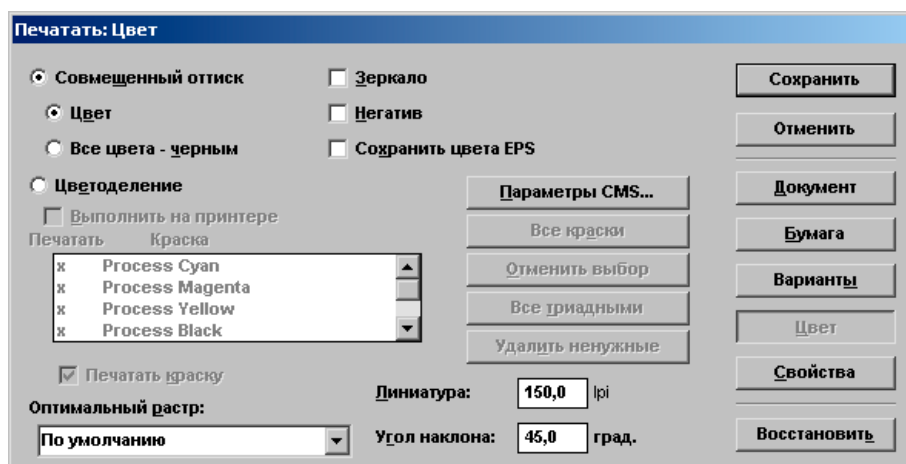 Печатать: Цвет
Совмещенный оттиск
Зеркало
Сохранить
Цвет
Негатив
Отменить
Все цвета - черным
Сохранить цвета EPS
Цветоделение
Параметры CMS...
Документ
Выполнить на принтере
Все краски
Бумага
Печатать Краска
x Process Cyan
Отменить выбор
Варианты
x Process Magenta
x Process Yellow
Все триадными
Цвет
x Process Black
Удалить ненужные
Печатать краску
Свойства
Линиатура: 150,0 lpi
Оптимальный растр:
По умолчанию
Угол наклона: 45,0 град.
Восстановить